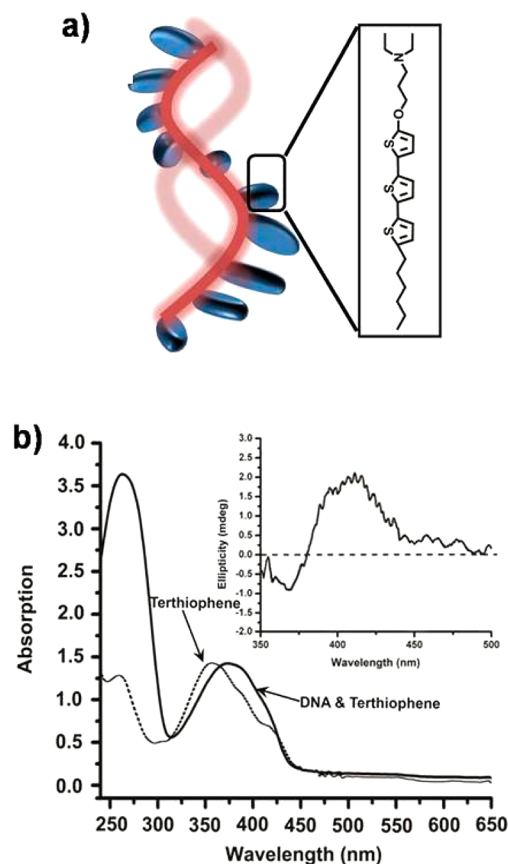 a)
N
O
S
S
S
b)
4.0
3.5
3.0
2.5
2.0
1.5
1.0
0.5
0.0
Absorption
250 300 350 400 450 500 550 600 650
Wavelength (nm)
Terthiophene
DNA & Terthiophene
3.0
2.5
2.0
1.5
1.0
0.5
0.0
-0.5
-1.0
-1.5
-2.0
Ellipticity (mdeg)
350 400 450 500
Wavelength (nm)